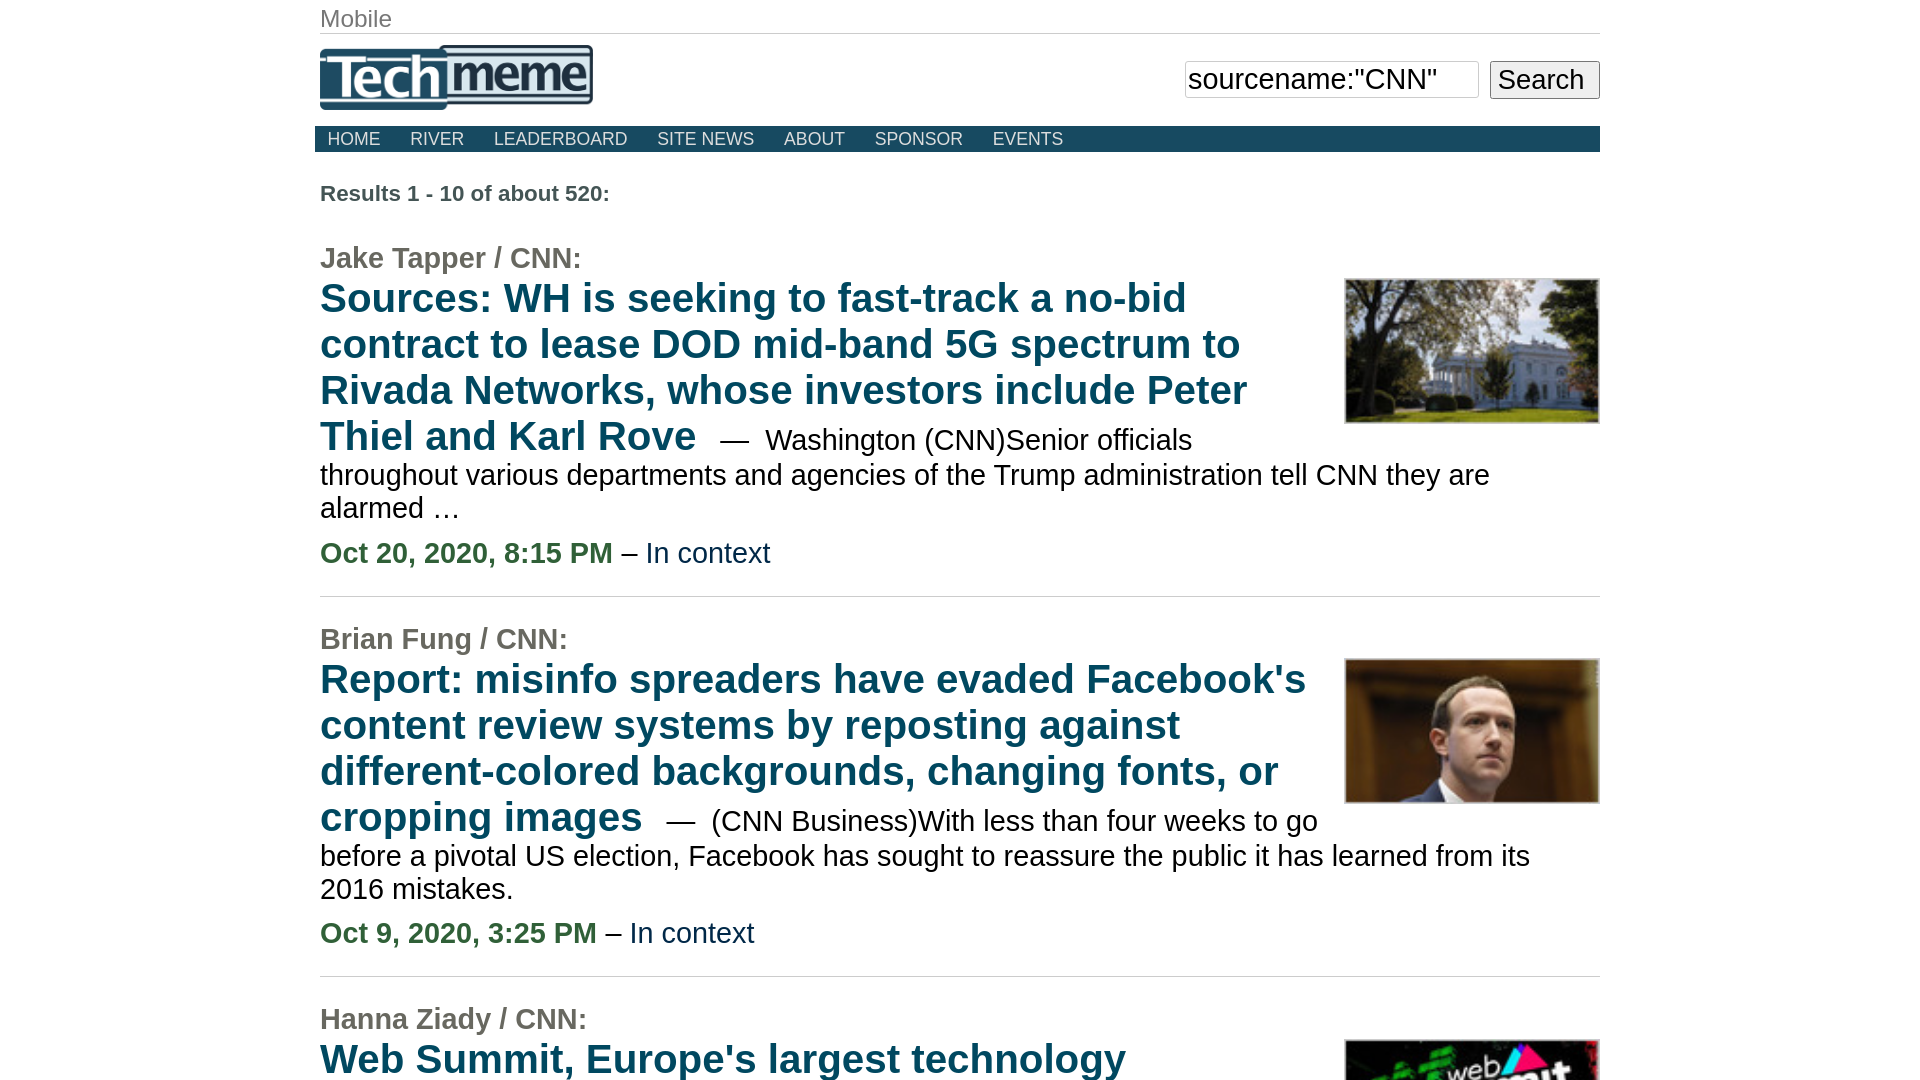 Mobile
Techmeme
sourcename:"CNN"
Search
HOME RIVER LEADERBOARD SITE NEWS ABOUT SPONSOR EVENTS
Results 1 - 10 of about 520:
Jake Tapper / CNN:
Sources: WH is seeking to fast-track a no-bid
contract to lease DOD mid-band 5G spectrum to
Rivada Networks, whose investors include Peter
Thiel and Karl Rove — Washington (CNN)Senior officials
throughout various departments and agencies of the Trump administration tell CNN they are
alarmed …
Oct 20, 2020, 8:15 PM – In context
Brian Fung / CNN:
Report: misinfo spreaders have evaded Facebook's
content review systems by reposting against
different-colored backgrounds, changing fonts, or
cropping images — (CNN Business)With less than four weeks to go
before a pivotal US election, Facebook has sought to reassure the public it has learned from its
2016 mistakes.
Oct 9, 2020, 3:25 PM – In context
Hanna Ziady / CNN:
Web Summit, Europe's largest technology
web